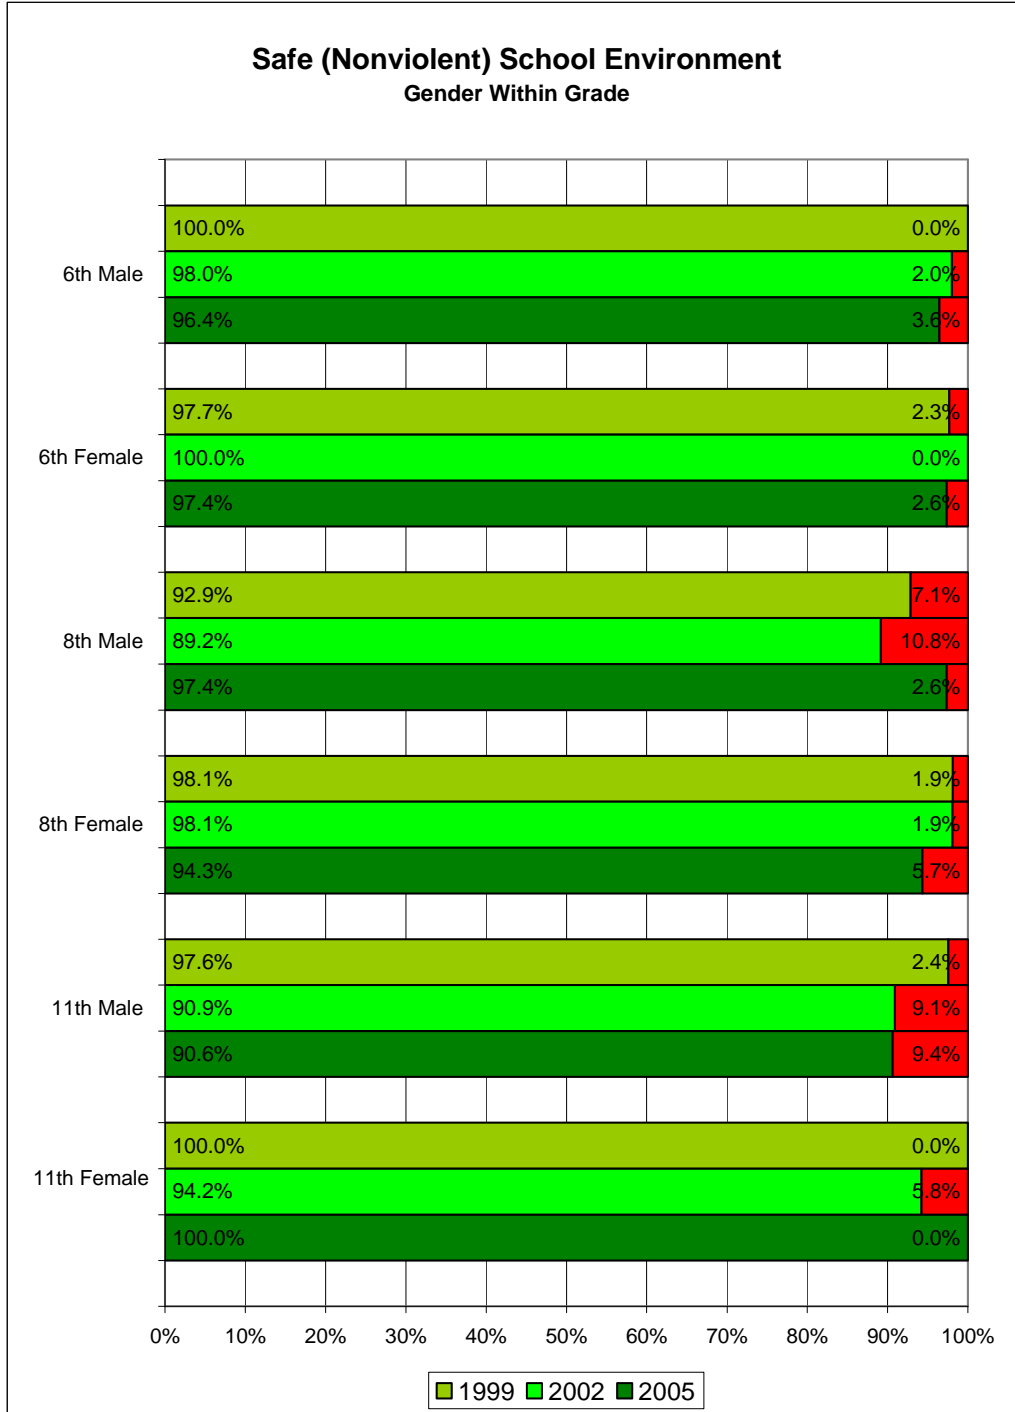 Safe (Nonviolent) School Environment
Gender Within Grade
100.0% 0.0%
6th Male 98.0% 2.0%
96.4% 3.6%
97.7% 2.3%
6th Female 100.0% 0.0%
97.4% 2.6%
92.9% 7.1%
8th Male 89.2% 10.8%
97.4% 2.6%
98.1% 1.9%
8th Female 98.1% 1.9%
94.3% 5.7%
97.6% 2.4%
11th Male 90.9% 9.1%
90.6% 9.4%
100.0% 0.0%
11th Female 94.2% 5.8%
100.0% 0.0%
0% 10% 20% 30% 40% 50% 60% 70% 80% 90% 100%
1999 2002 2005